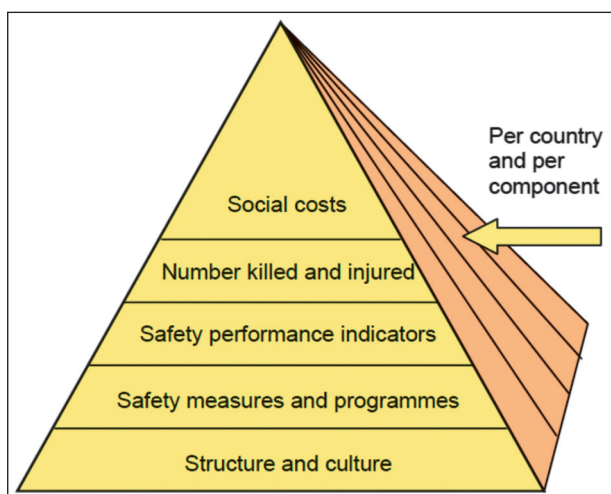 Per country
and per
component
Social costs
Number killed and injured
Safety performance indicators
Safety measures and programmes
Structure and culture